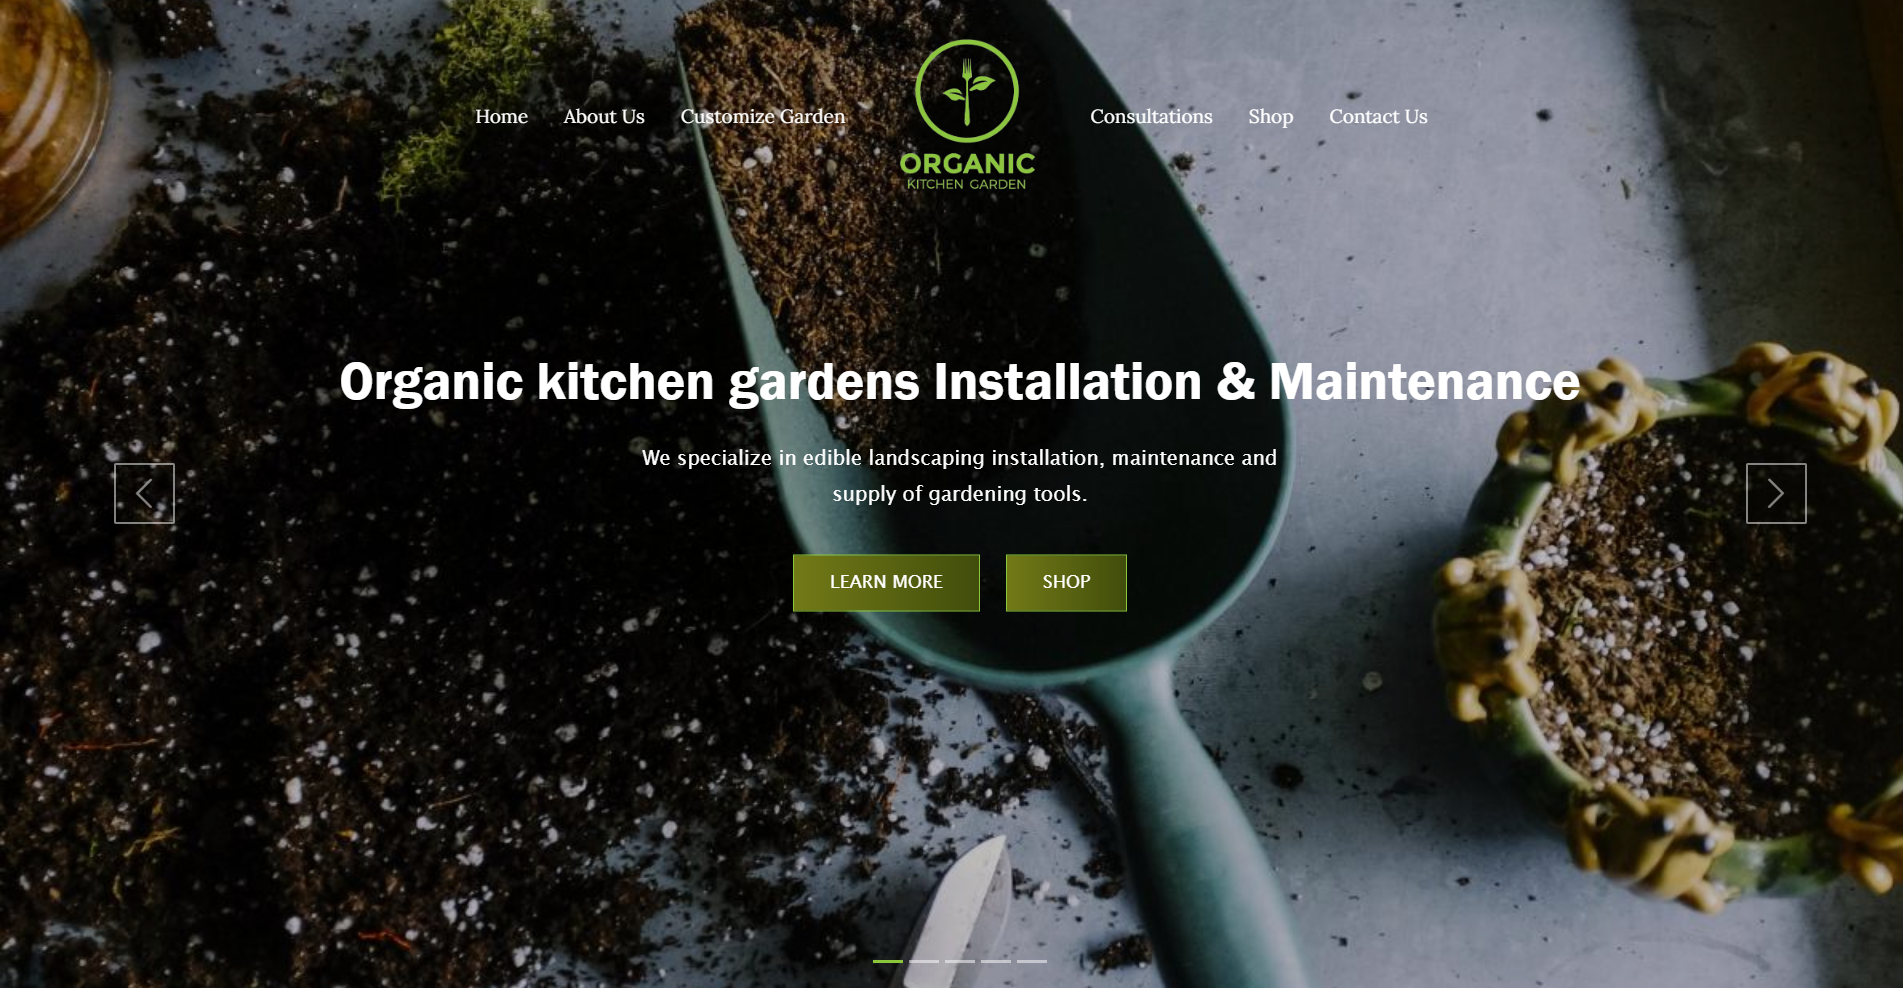 Home About Us Customize Garden Consultations Shop Contact Us
ORGANIC
KITCHEN GARDEN
Organic kitchen gardens Installation & Maintenance
We specialize in edible landscaping installation, maintenance and
supply of gardening tools.
LEARN MORE SHOP